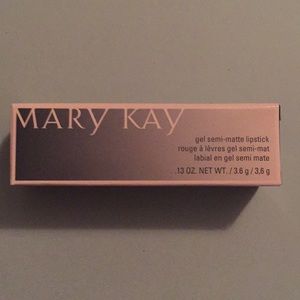 MARY KAY
gel semi-matte lipstick
rouge à lèvres gel semi-mat
labial en gel semi mate
.13 OZ. NET WT. / 3.6 g / 3,6 g